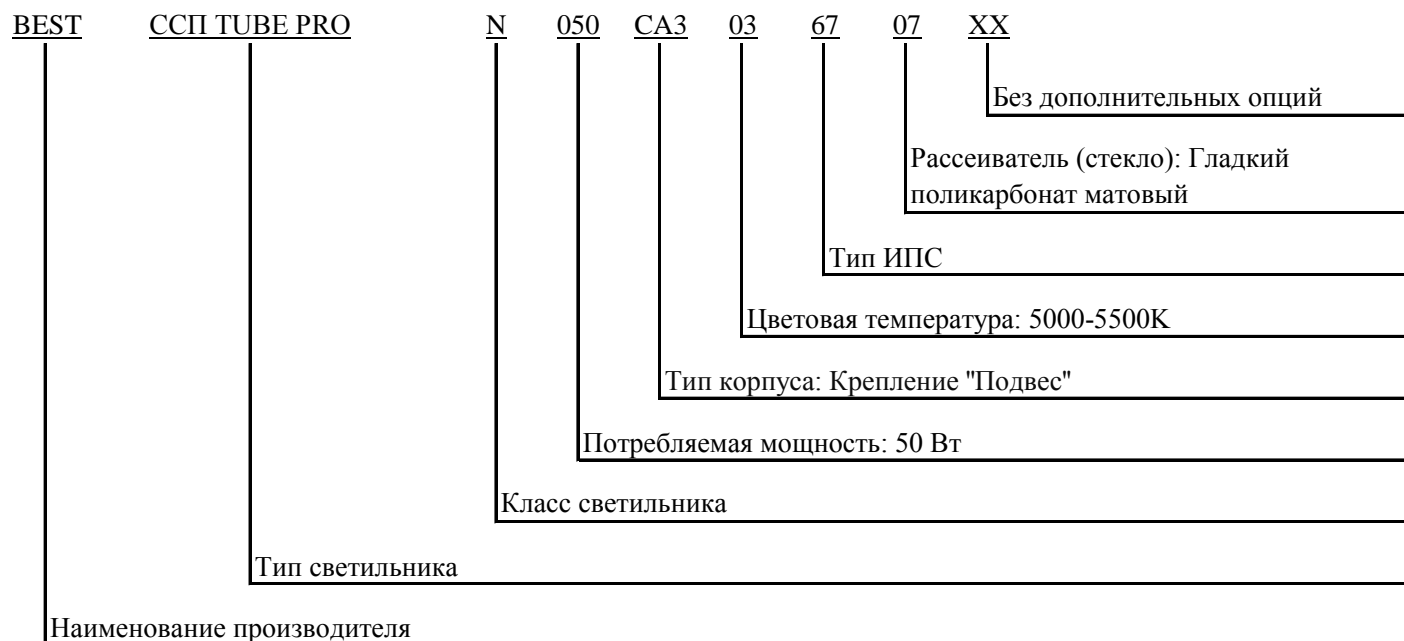 BEST ССП TUBE PRO N 050 CA3 03 67 07 XX
Без дополнительных опций
Рассеиватель (стекло): Гладкий
поликарбонат матовый
Тип ИПС
Цветовая температура: 5000-5500K
Тип корпуса: Крепление "Подвес"
Потребляемая мощность: 50 Вт
Класс светильника
Тип светильника
Наименование производителя